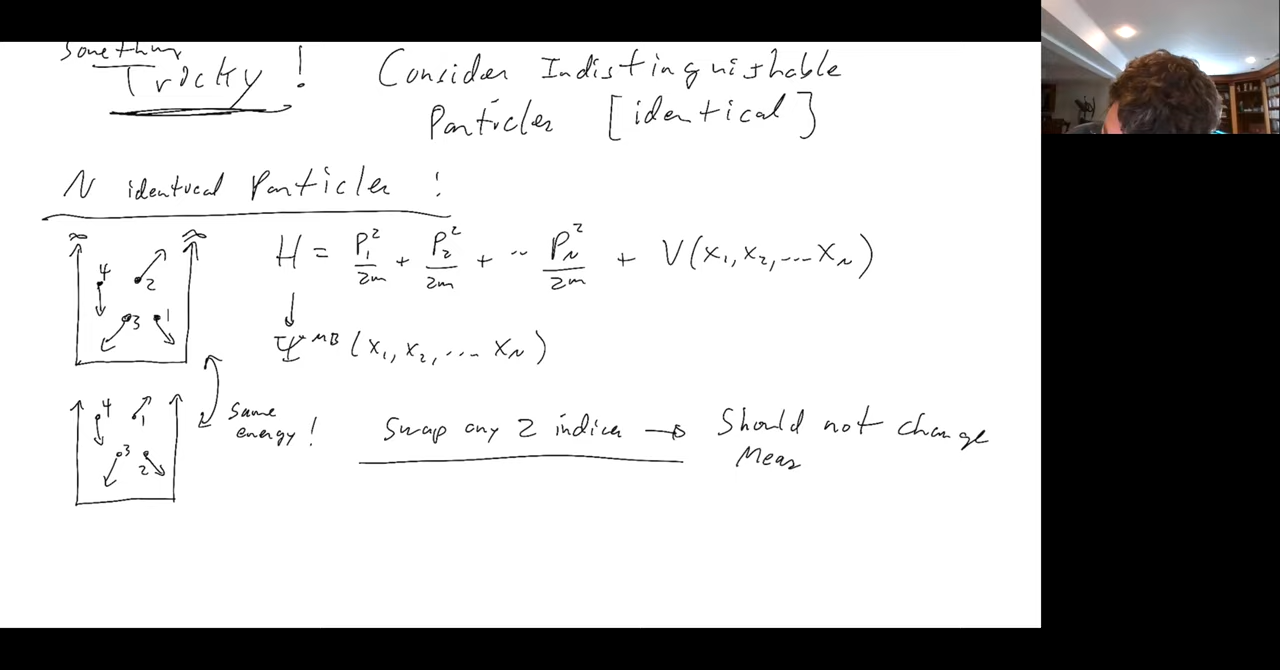 Something
Tricky ! Consider Indistinguishable
Particles [identical]
N identical Particles !
∞ ∞
H = P₁²/2m + P₂²/2m + ·· P_N²/2m + V(x₁, x₂, ... x_N)
4 2
3 1
Ψ^MB (x₁, x₂, ... x_N)
4 1
3 2
Same
energy !
Swap any 2 indices → Should not change
Meas